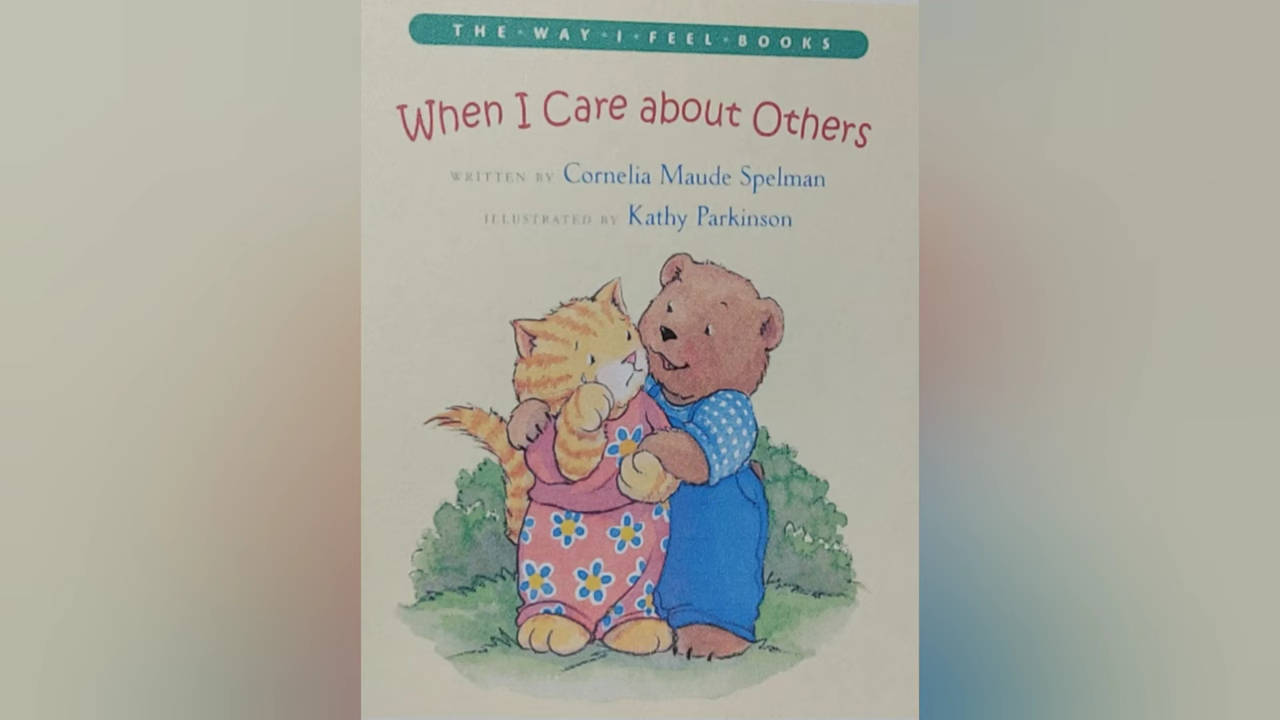 THE·WAY·I·FEEL·BOOKS
When I Care about Others
WRITTEN BY Cornelia Maude Spelman
ILLUSTRATED BY Kathy Parkinson